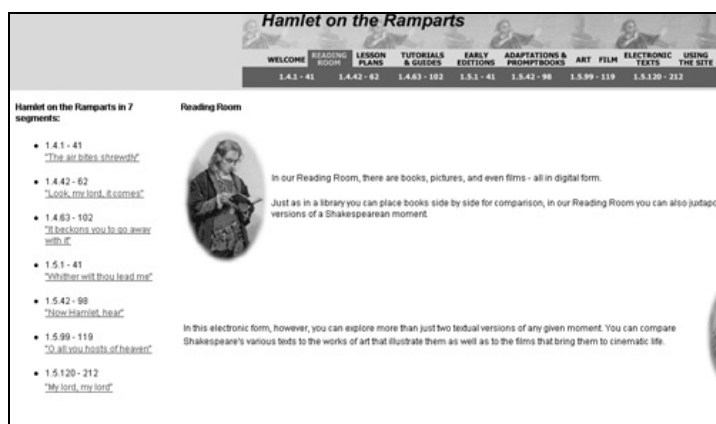 Hamlet on the Ramparts
WELCOME READING ROOM LESSON PLANS TUTORIALS & GUIDES EARLY EDITIONS ADAPTATIONS & PROMPTBOOKS ART FILM ELECTRONIC TEXTS USING THE SITE
1.4.1 - 41 1.4.42 - 62 1.4.63 - 102 1.5.1 - 41 1.5.42 - 98 1.5.99 - 119 1.5.120 - 212
Hamlet on the Ramparts in 7
segments:
1.4.1 - 41
"The air bites shrewdly"
1.4.42 - 62
"Look, my lord, it comes"
1.4.63 - 102
"It beckons you to go away
with it"
1.5.1 - 41
"Whither wilt thou lead me"
1.5.42 - 98
"Now Hamlet, hear"
1.5.99 - 119
"O all you hosts of heaven"
1.5.120 - 212
"My lord, my lord"
Reading Room
In our Reading Room, there are books, pictures, and even films - all in digital form.
Just as in a library you can place books side by side for comparison, in our Reading Room you can also juxtapo
versions of a Shakespearean moment.
In this electronic form, however, you can explore more than just two textual versions of any given moment. You can compare
Shakespeare's various texts to the works of art that illustrate them as well as to the films that bring them to cinematic life.